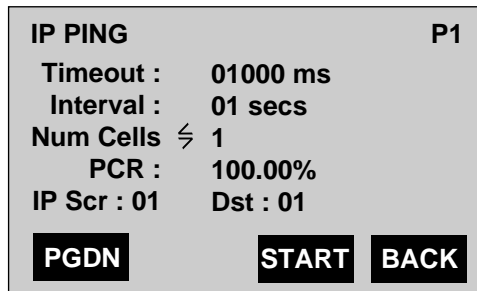 IP PING P1
Timeout : 01000 ms
Interval : 01 secs
Num Cells ≶ 1
PCR : 100.00%
IP Scr : 01 Dst : 01
PGDN START BACK